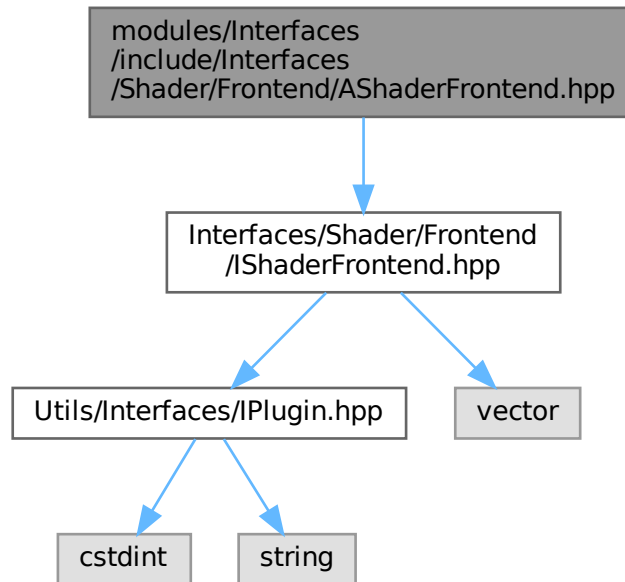 modules/Interfaces
/include/Interfaces
/Shader/Frontend/AShaderFrontend.hpp
Interfaces/Shader/Frontend
/IShaderFrontend.hpp
Utils/Interfaces/IPlugin.hpp
vector
cstdint
string